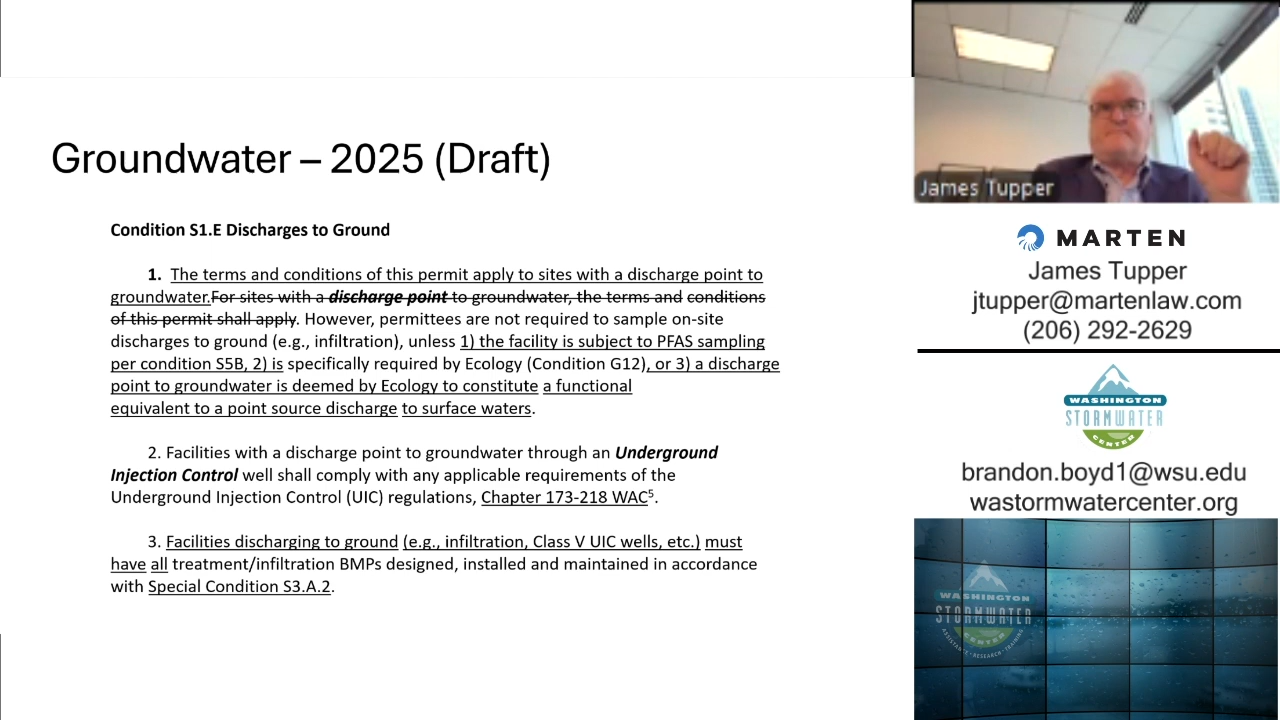 Groundwater – 2025 (Draft)
Condition S1.E Discharges to Ground
1. The terms and conditions of this permit apply to sites with a discharge point to
groundwater.For sites with a discharge point to groundwater, the terms and conditions
of this permit shall apply. However, permittees are not required to sample on-site
discharges to ground (e.g., infiltration), unless 1) the facility is subject to PFAS sampling
per condition S5B, 2) is specifically required by Ecology (Condition G12), or 3) a discharge
point to groundwater is deemed by Ecology to constitute a functional
equivalent to a point source discharge to surface waters.
2. Facilities with a discharge point to groundwater through an Underground
Injection Control well shall comply with any applicable requirements of the
Underground Injection Control (UIC) regulations, Chapter 173-218 WAC⁵.
3. Facilities discharging to ground (e.g., infiltration, Class V UIC wells, etc.) must
have all treatment/infiltration BMPs designed, installed and maintained in accordance
with Special Condition S3.A.2.
James Tupper
MARTEN
James Tupper
jtupper@martenlaw.com
(206) 292-2629
WASHINGTON
STORMWATER
CENTER
brandon.boyd1@wsu.edu
wastormwatercenter.org
WASHINGTON
STORMWATER
CENTER
ASSISTANCE • RESEARCH • TRAINING